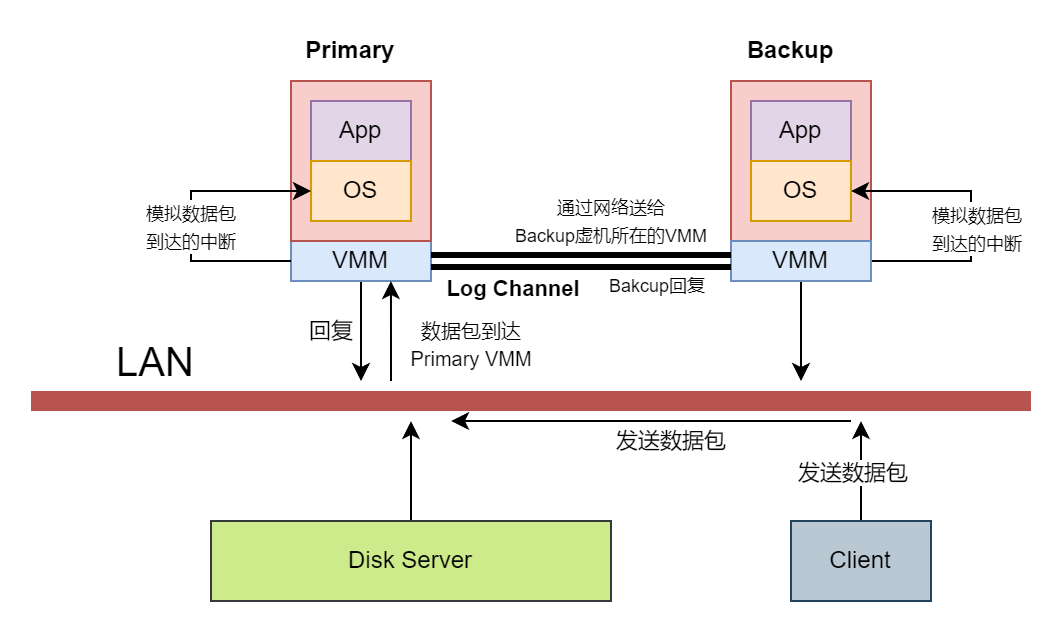 Primary
Backup
App
App
OS
OS
模拟数据包
到达的中断
通过网络送给
Backup虚机所在的VMM
模拟数据包
到达的中断
VMM
VMM
Log Channel
Bakcup回复
回复
数据包到达
Primary VMM
LAN
发送数据包
发送数据包
Disk Server
Client